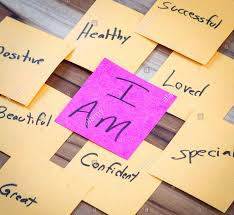 Successful
Healthy
Positive
I
AM
Loved
Beautiful
Special
Confident
Great